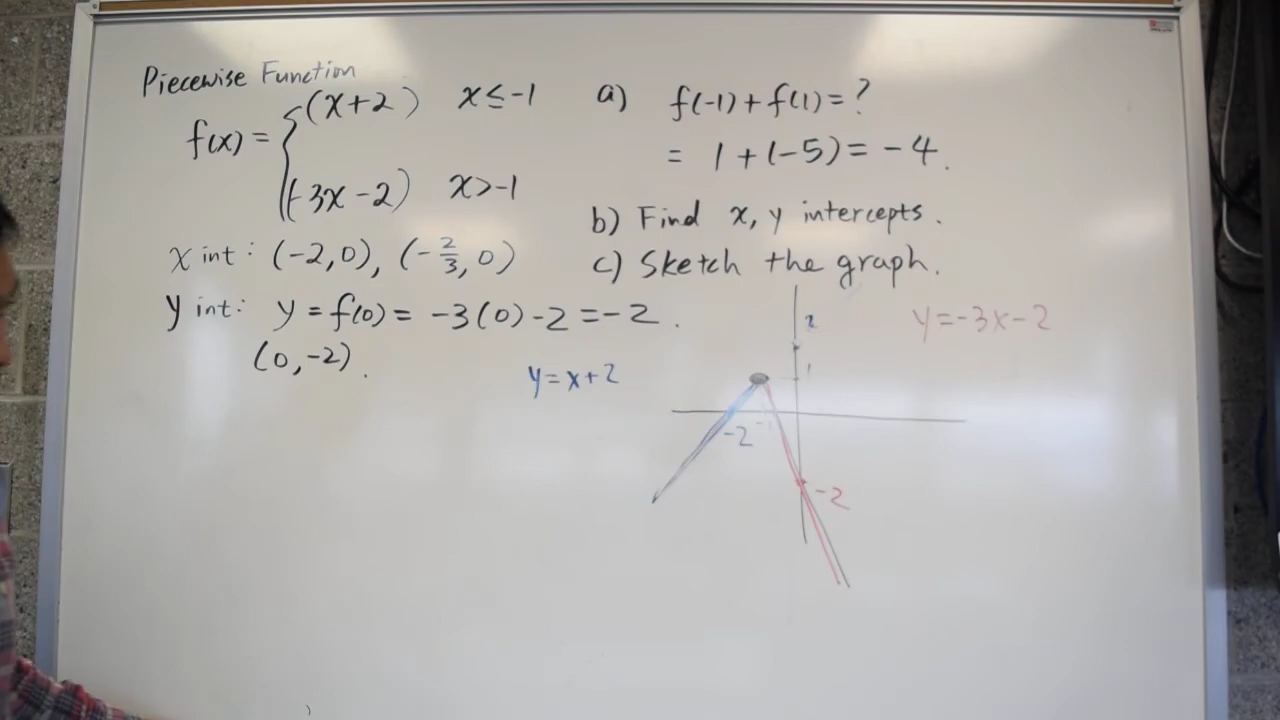 Piecewise Function
f(x) = { (x+2) x ≤ -1
(-3x-2) x > -1
x int: (-2,0), (-2/3,0)
y int: y = f(0) = -3(0)-2 = -2.
(0,-2).
a) f(-1)+f(1)=?
= 1+(-5)=-4.
b) Find x, y intercepts.
c) Sketch the graph.
y=x+2
y=-3x-2
2
1
-2
-1
-2